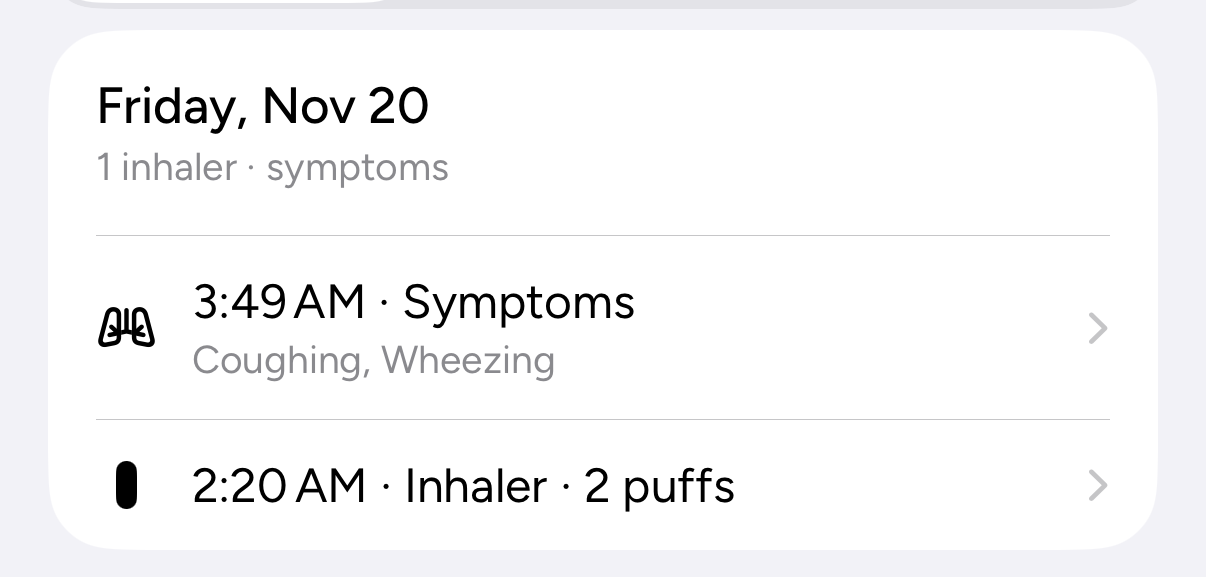 Friday, Nov 20
1 inhaler · symptoms
3:49 AM · Symptoms
Coughing, Wheezing
2:20 AM · Inhaler · 2 puffs